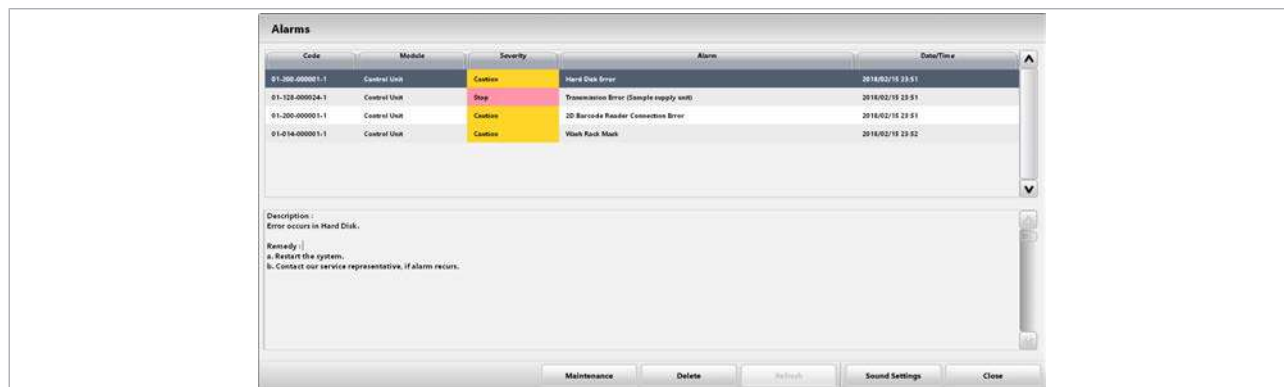 Alarms
Code Module Severity Alarm Date/Time
01-200-000001-1 Control Unit Caution Hard Disk Error 2018/02/15 23:51
01-128-000024-1 Control Unit Stop Transmission Error (Sample supply unit) 2018/02/15 23:51
01-200-000001-1 Control Unit Caution 2D Barcode Reader Connection Error 2018/02/15 23:51
01-014-000001-1 Control Unit Caution Wash Rack Mask 2018/02/15 23:52
Description :
Error occurs in Hard Disk.
Remedy :
a. Restart the system.
b. Contact our service representative, if alarm recurs.
Maintenance Delete Refresh Sound Settings Close